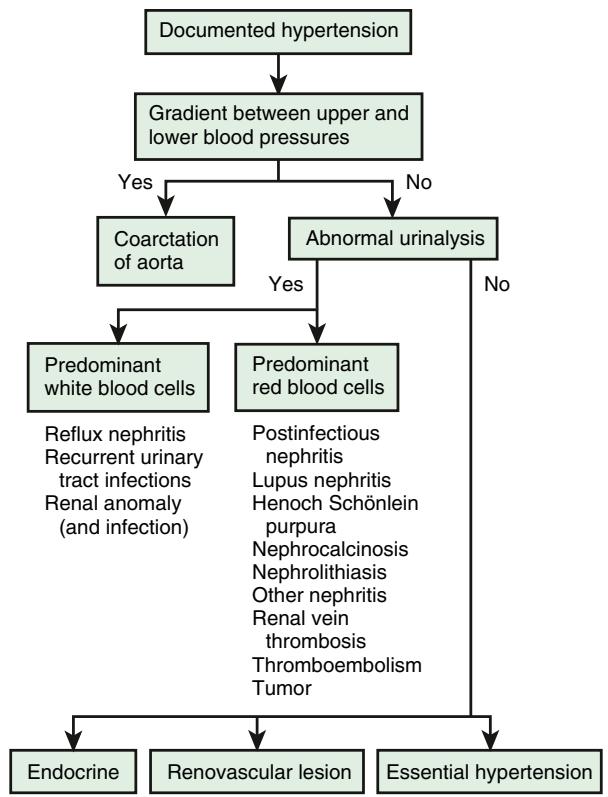 Documented hypertension
Gradient between upper and
lower blood pressures
Yes
No
Coarctation
of aorta
Abnormal urinalysis
Yes
No
Predominant
white blood cells
Predominant
red blood cells
Reflux nephritis
Recurrent urinary
tract infections
Renal anomaly
(and infection)
Postinfectious
nephritis
Lupus nephritis
Henoch Schönlein
purpura
Nephrocalcinosis
Nephrolithiasis
Other nephritis
Renal vein
thrombosis
Thromboembolism
Tumor
Endocrine
Renovascular lesion
Essential hypertension